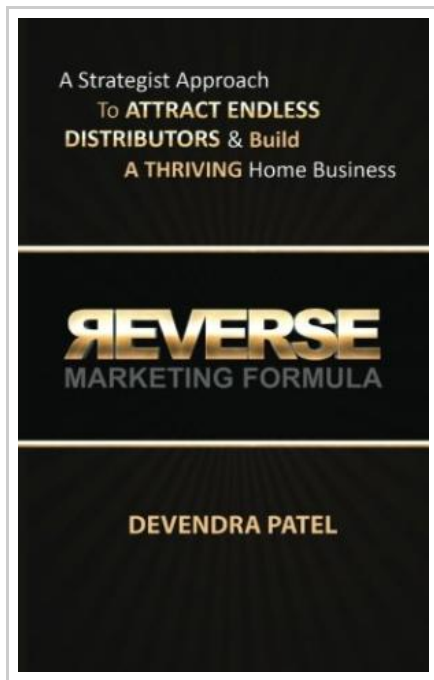 A Strategist Approach
To ATTRACT ENDLESS
DISTRIBUTORS & Build
A THRIVING Home Business
REVERSE
MARKETING FORMULA
DEVENDRA PATEL